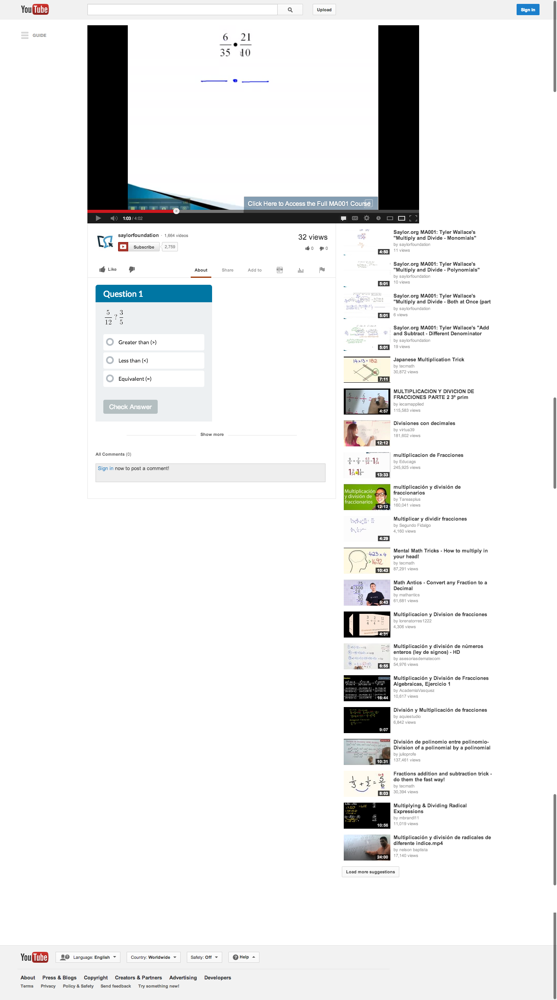 YouTube
Upload
Sign in
GUIDE
6 21
35 • 10
Click Here to Access the Full MA001 Course
1:03 / 4:02
saylorfoundation · 1,664 videos
Subscribe 2,759
32 views
0 0
Like
About Share Add to
Question 1
5/12 ? 3/5
Greater than (>)
Less than (<)
Equivalent (=)
Check Answer
Show more
All Comments (0)
Sign in now to post a comment!
4:50
Saylor.org MA001: Tyler Wallace's
"Multiply and Divide - Monomials"
by saylorfoundation
11 views
5:01
Saylor.org MA001: Tyler Wallace's
"Multiply and Divide - Polynomials"
by saylorfoundation
10 views
5:01
Saylor.org MA001: Tyler Wallace's
"Multiply and Divide - Both at Once (part
by saylorfoundation
6 views
5:01
Saylor.org MA001: Tyler Wallace's "Add
and Subtract - Different Denominator
by saylorfoundation
19 views
14x13=182
7:11
Japanese Multiplication Trick
by tecmath
30,872 views
4:57
MULTIPLICACION Y DIVICION DE
FRACCIONES PARTE 2 3º prim
by iecamapplied
115,583 views
12:12
Divisiones con decimales
by virtua39
181,602 views
13:33
multiplicacion de Fracciones
by Educags
245,925 views
Multiplicación
y división de
fraccionarios
12:12
multiplicación y división de
fraccionarios
by Tareasplus
160,041 views
4:29
Multiplicar y dividir fracciones
by Segundo Fidalgo
4,160 views
423 x 4
1692
10:43
Mental Math Tricks - How to multiply in
your head!
by tecmath
87,291 views
6:43
Math Antics - Convert any Fraction to a
Decimal
by mathantics
61,681 views
4:31
Multiplicacion y Division de fracciones
by lorenatorres1222
4,306 views
6:55
Multiplicación y división de números
enteros (ley de signos) - HD
by asesoriasdematecom
54,976 views
16:44
Multiplicación y División de Fracciones
Algebraicas, Ejercicio 1
by AcademiaVasquez
10,617 views
9:07
División y Multiplicación de fracciones
by aquiestudio
6,842 views
10:31
División de polinomio entre polinomio-
Division of a polinomial by a polinomial
by julioprofe
137,461 views
8:03
Fractions addition and subtraction trick -
do them the fast way!
by tecmath
30,394 views
10:56
Multiplying & Dividing Radical
Expressions
by mbrandl11
11,019 views
24:00
Multiplicación y división de radicales de
diferente indice.mp4
by nelson baptista
17,140 views
Load more suggestions
YouTube
Language: English
Country: Worldwide
Safety: Off
Help
About Press & Blogs Copyright Creators & Partners Advertising Developers
Terms Privacy Policy & Safety Send feedback Try something new!